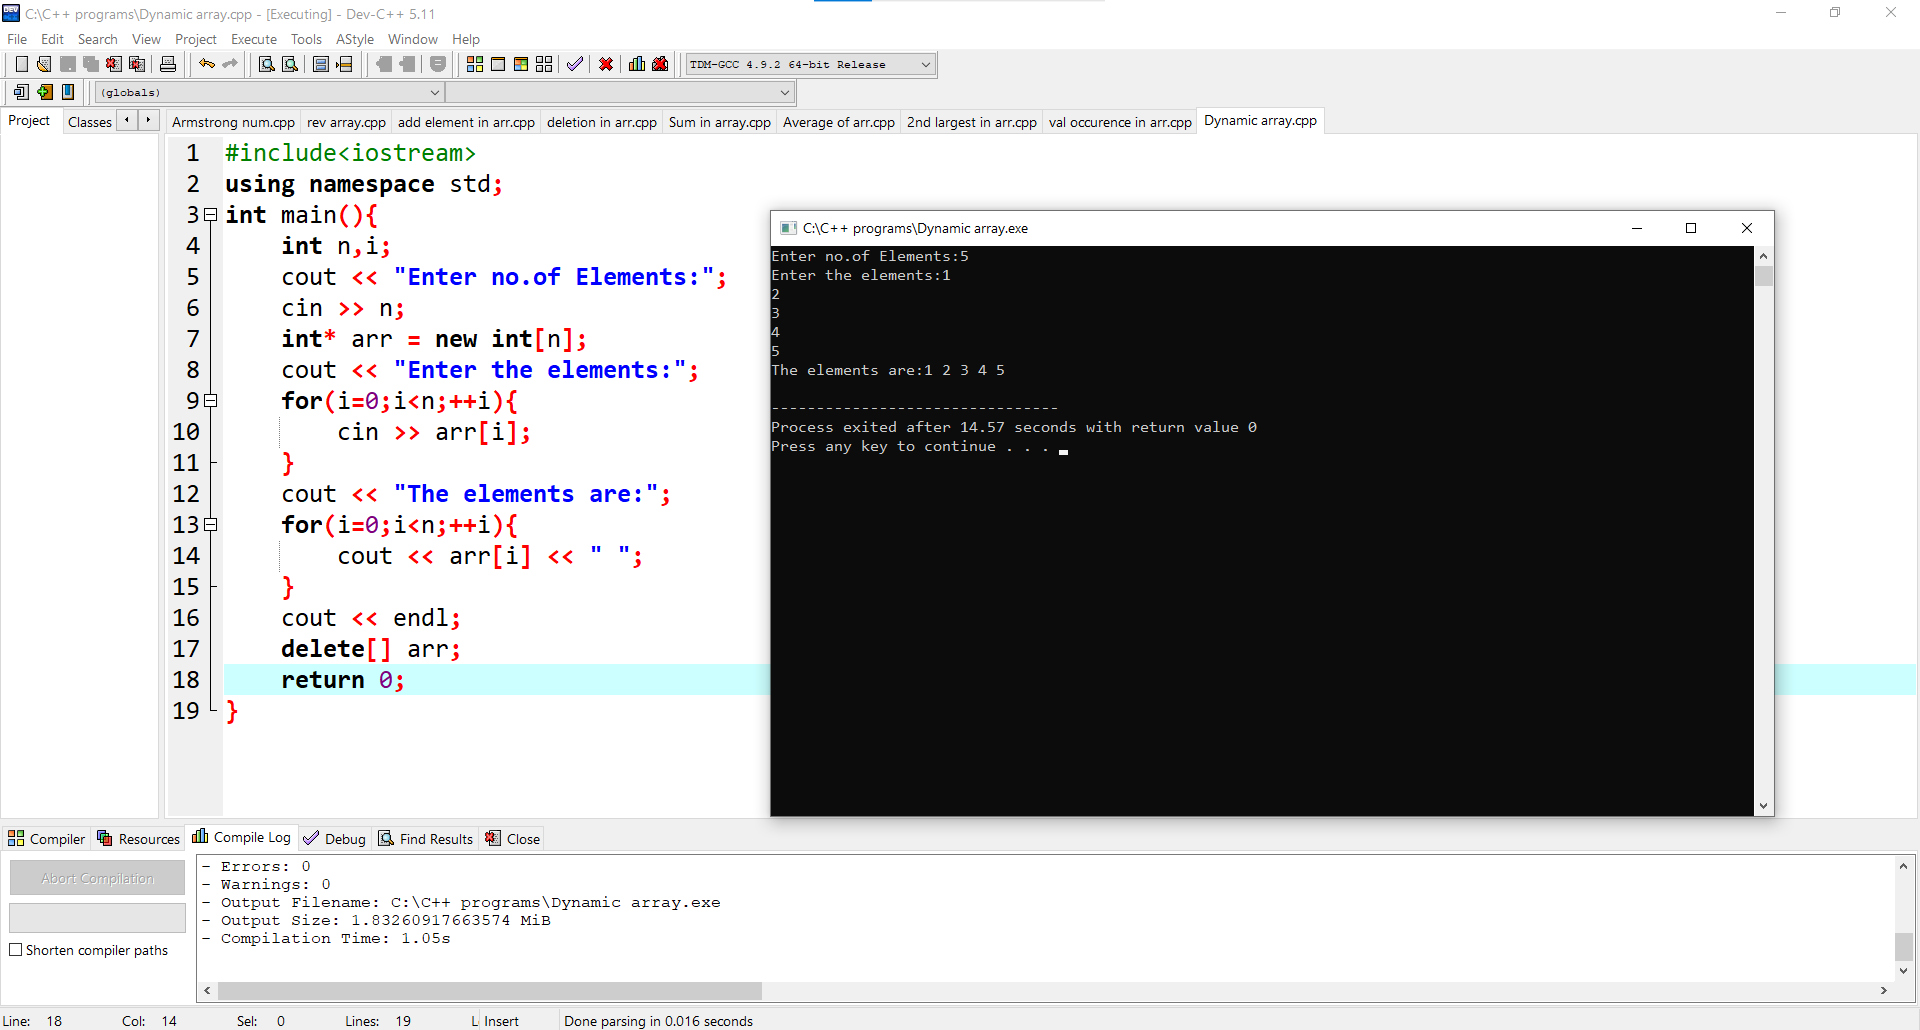 C:\C++ programs\Dynamic array.cpp - [Executing] - Dev-C++ 5.11
File Edit Search View Project Execute Tools AStyle Window Help
TDM-GCC 4.9.2 64-bit Release
(globals)
Project Classes Armstrong num.cpp rev array.cpp add element in arr.cpp deletion in arr.cpp Sum in array.cpp Average of arr.cpp 2nd largest in arr.cpp val occurence in arr.cpp Dynamic array.cpp
1 #include<iostream>
2 using namespace std;
3 int main(){
4 int n,i;
5 cout << "Enter no.of Elements:";
6 cin >> n;
7 int* arr = new int[n];
8 cout << "Enter the elements:";
9 for(i=0;i<n;++i){
10 cin >> arr[i];
11 }
12 cout << "The elements are:";
13 for(i=0;i<n;++i){
14 cout << arr[i] << " ";
15 }
16 cout << endl;
17 delete[] arr;
18 return 0;
19 }
C:\C++ programs\Dynamic array.exe
Enter no.of Elements:5
Enter the elements:1
2
3
4
5
The elements are:1 2 3 4 5
--------------------------------
Process exited after 14.57 seconds with return value 0
Press any key to continue . . .
Compiler Resources Compile Log Debug Find Results Close
Abort Compilation
Shorten compiler paths
- Errors: 0
- Warnings: 0
- Output Filename: C:\C++ programs\Dynamic array.exe
- Output Size: 1.83260917663574 MiB
- Compilation Time: 1.05s
Line: 18 Col: 14 Sel: 0 Lines: 19 L Insert Done parsing in 0.016 seconds